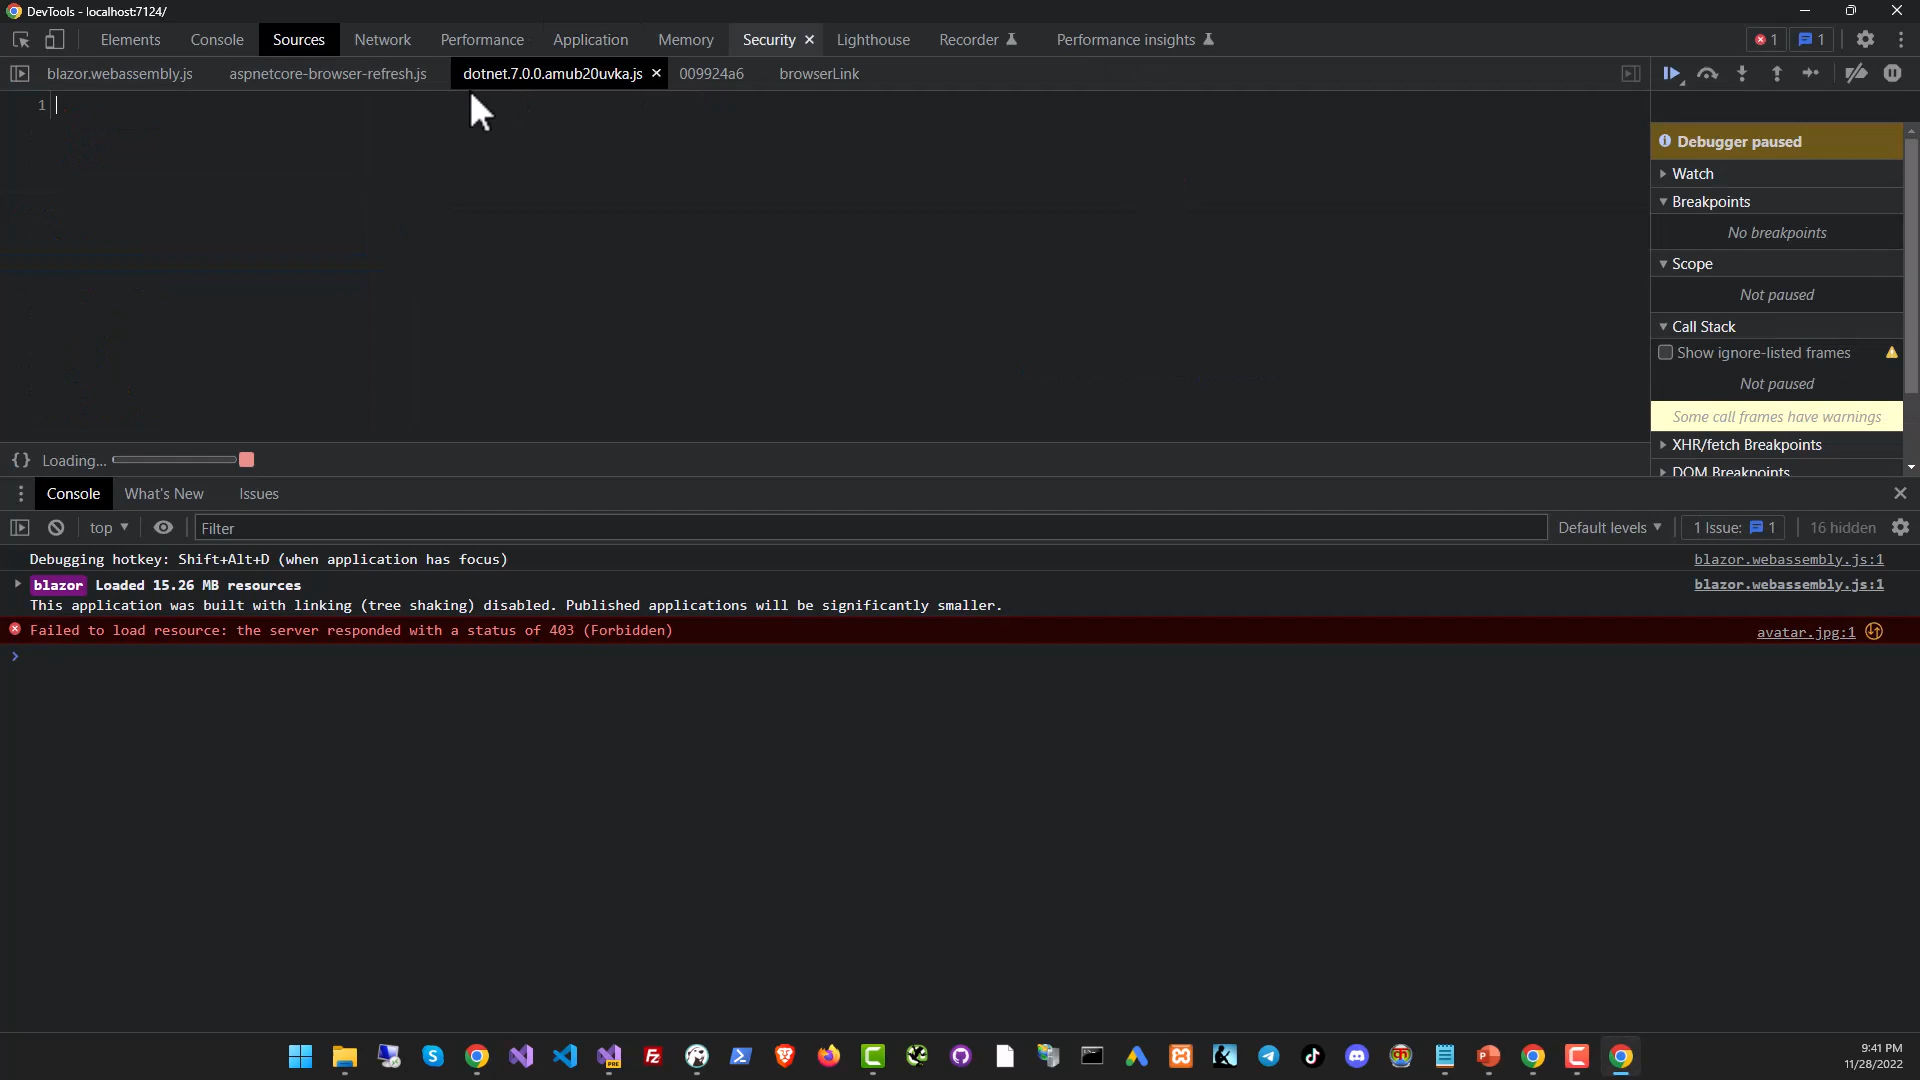 DevTools - localhost:7124/
Elements Console Sources Network Performance Application Memory Security Lighthouse Recorder Performance insights 1 1
blazor.webassembly.js aspnetcore-browser-refresh.js dotnet.7.0.0.amub20uvka.js 009924a6 browserLink
1
Debugger paused
Watch
Breakpoints
No breakpoints
Scope
Not paused
Call Stack
Show ignore-listed frames
Not paused
Some call frames have warnings
XHR/fetch Breakpoints
DOM Breakpoints
{ } Loading...
Console What's New Issues
top Filter Default levels 1 Issue: 1 16 hidden
Debugging hotkey: Shift+Alt+D (when application has focus) blazor.webassembly.js:1
blazor Loaded 15.26 MB resources blazor.webassembly.js:1
This application was built with linking (tree shaking) disabled. Published applications will be significantly smaller.
Failed to load resource: the server responded with a status of 403 (Forbidden) avatar.jpg:1
9:41 PM
11/28/2022